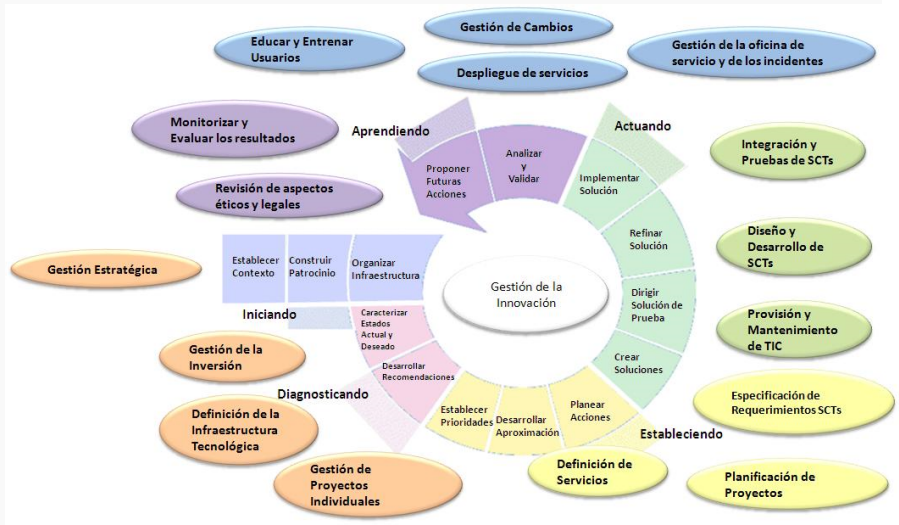 Educar y Entrenar
Usuarios
Gestión de Cambios
Despliegue de servicios
Gestión de la oficina de
servicio y de los incidentes
Monitorizar y
Evaluar los resultados
Revisión de aspectos
éticos y legales
Aprendiendo
Actuando
Proponer
Futuras
Acciones
Analizar
y
Validar
Implementar
Solución
Refinar
Solución
Dirigir
Solución de
Prueba
Crear
Soluciones
Integración y
Pruebas de SCTs
Diseño y
Desarrollo de
SCTs
Provisión y
Mantenimiento
de TIC
Gestión Estratégica
Establecer
Contexto
Construir
Patrocinio
Organizar
Infraestructura
Gestión de la
Innovación
Iniciando
Caracterizar
Estados
Actual y
Deseado
Desarrollar
Recomendaciones
Gestión de la
Inversión
Diagnosticando
Definición de la
Infraestructura
Tecnológica
Gestión de
Proyectos
Individuales
Establecer
Prioridades
Desarrollar
Aproximación
Planear
Acciones
Estableciendo
Definición de
Servicios
Especificación de
Requerimientos SCTs
Planificación de
Proyectos